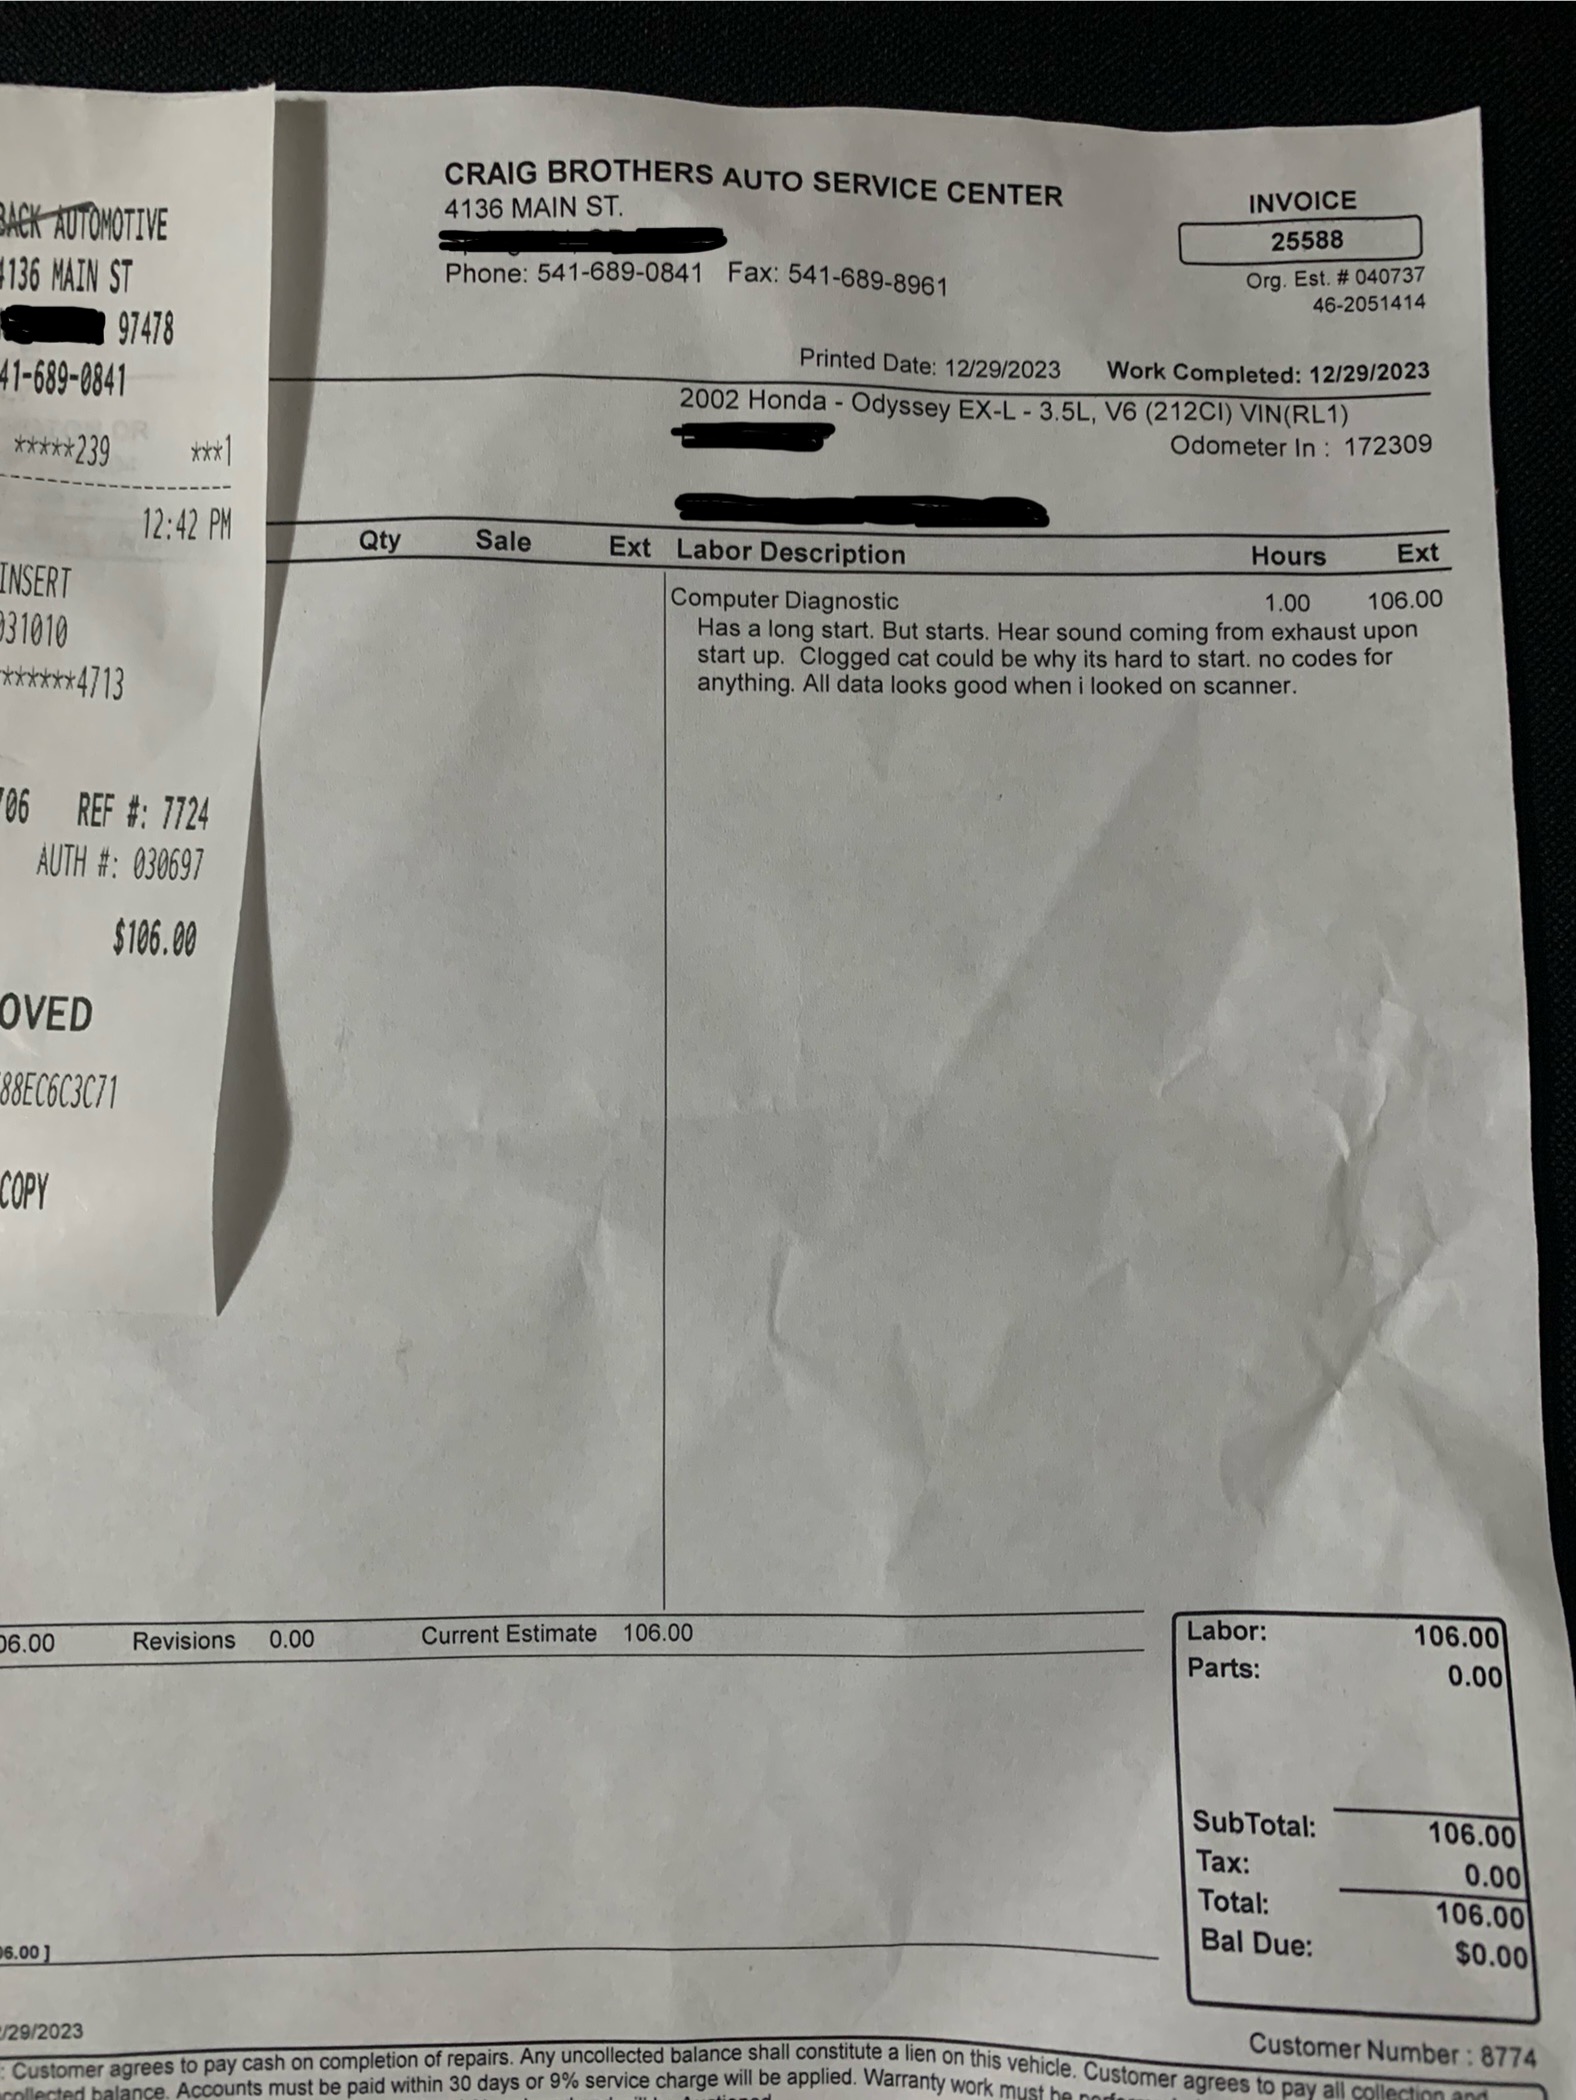 BACK AUTOMOTIVE
4136 MAIN ST
97478
41-689-0841
*****239 ***1
12:42 PM
INSERT
031010
******4713
706 REF #: 7724
AUTH #: 030697
$106.00
OVED
88EC6C3C71
COPY
CRAIG BROTHERS AUTO SERVICE CENTER
4136 MAIN ST.
Phone: 541-689-0841 Fax: 541-689-8961
INVOICE
25588
Org. Est. # 040737
46-2051414
Printed Date: 12/29/2023 Work Completed: 12/29/2023
2002 Honda - Odyssey EX-L - 3.5L, V6 (212CI) VIN(RL1)
Odometer In : 172309
Qty Sale Ext Labor Description Hours Ext
Computer Diagnostic 1.00 106.00
Has a long start. But starts. Hear sound coming from exhaust upon
start up. Clogged cat could be why its hard to start. no codes for
anything. All data looks good when i looked on scanner.
06.00 Revisions 0.00 Current Estimate 106.00
Labor: 106.00
Parts: 0.00
SubTotal: 106.00
Tax: 0.00
Total: 106.00
Bal Due: $0.00
06.00 ]
/29/2023
Customer Number : 8774
: Customer agrees to pay cash on completion of repairs. Any uncollected balance shall constitute a lien on this vehicle. Customer agrees to pay all collection and
collected balance. Accounts must be paid within 30 days or 9% service charge will be applied. Warranty work must be